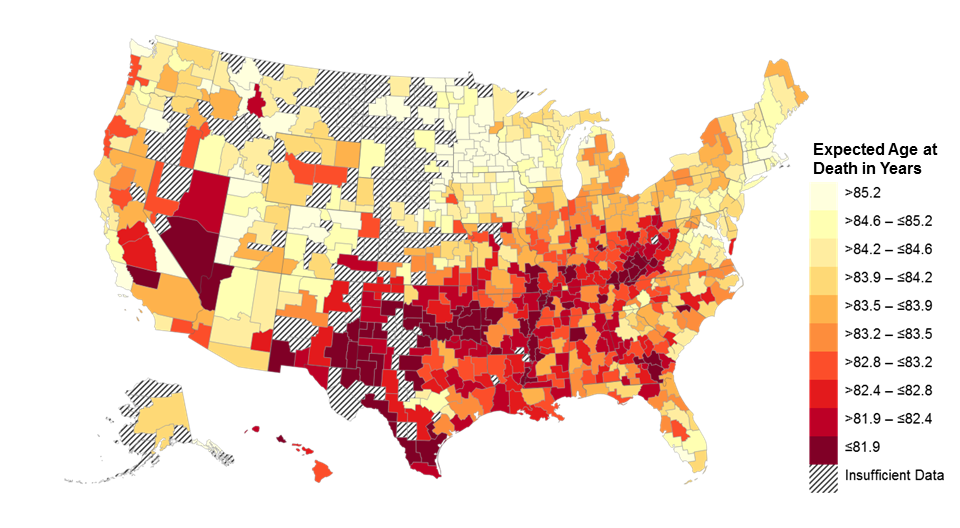 Expected Age at
Death in Years
>85.2
>84.6 – ≤85.2
>84.2 – ≤84.6
>83.9 – ≤84.2
>83.5 – ≤83.9
>83.2 – ≤83.5
>82.8 – ≤83.2
>82.4 – ≤82.8
>81.9 – ≤82.4
≤81.9
Insufficient Data